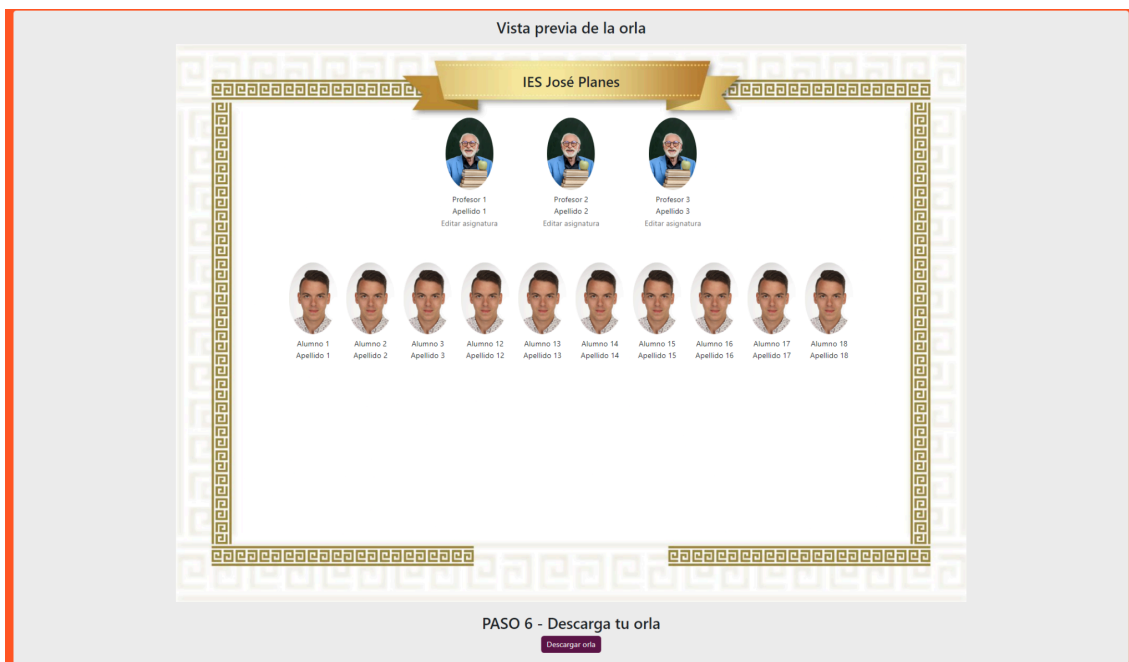 Vista previa de la orla
IES José Planes
Profesor 1 Profesor 2 Profesor 3
Apellido 1 Apellido 2 Apellido 3
Editar asignatura Editar asignatura Editar asignatura
Alumno 1 Alumno 2 Alumno 3 Alumno 12 Alumno 13 Alumno 14 Alumno 15 Alumno 16 Alumno 17 Alumno 18
Apellido 1 Apellido 2 Apellido 3 Apellido 12 Apellido 13 Apellido 14 Apellido 15 Apellido 16 Apellido 17 Apellido 18
PASO 6 - Descarga tu orla
Descargar orla